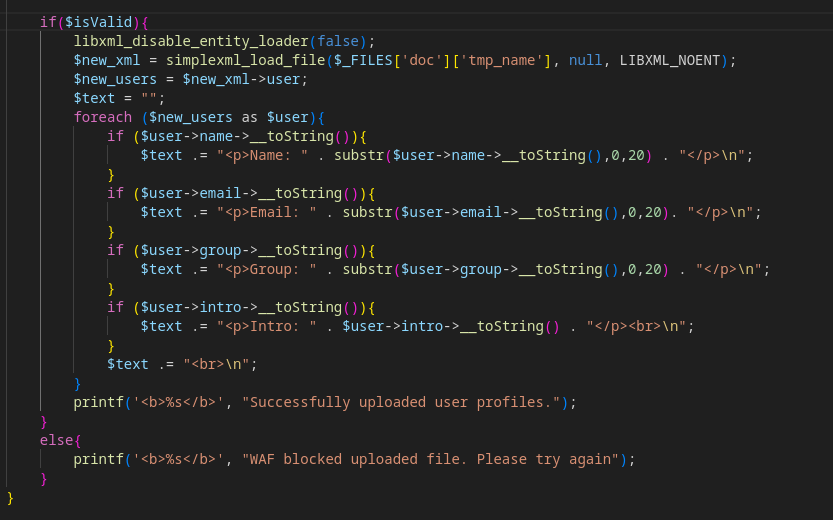 if($isValid){
libxml_disable_entity_loader(false);
$new_xml = simplexml_load_file($_FILES['doc']['tmp_name'], null, LIBXML_NOENT);
$new_users = $new_xml->user;
$text = "";
foreach ($new_users as $user){
if ($user->name->__toString()){
$text .= "<p>Name: " . substr($user->name->__toString(),0,20) . "</p>\n";
}
if ($user->email->__toString()){
$text .= "<p>Email: " . substr($user->email->__toString(),0,20). "</p>\n";
}
if ($user->group->__toString()){
$text .= "<p>Group: " . substr($user->group->__toString(),0,20) . "</p>\n";
}
if ($user->intro->__toString()){
$text .= "<p>Intro: " . $user->intro->__toString() . "</p><br>\n";
}
$text .= "<br>\n";
}
printf('<b>%s</b>', "Successfully uploaded user profiles.");
}
else{
printf('<b>%s</b>', "WAF blocked uploaded file. Please try again");
}
}